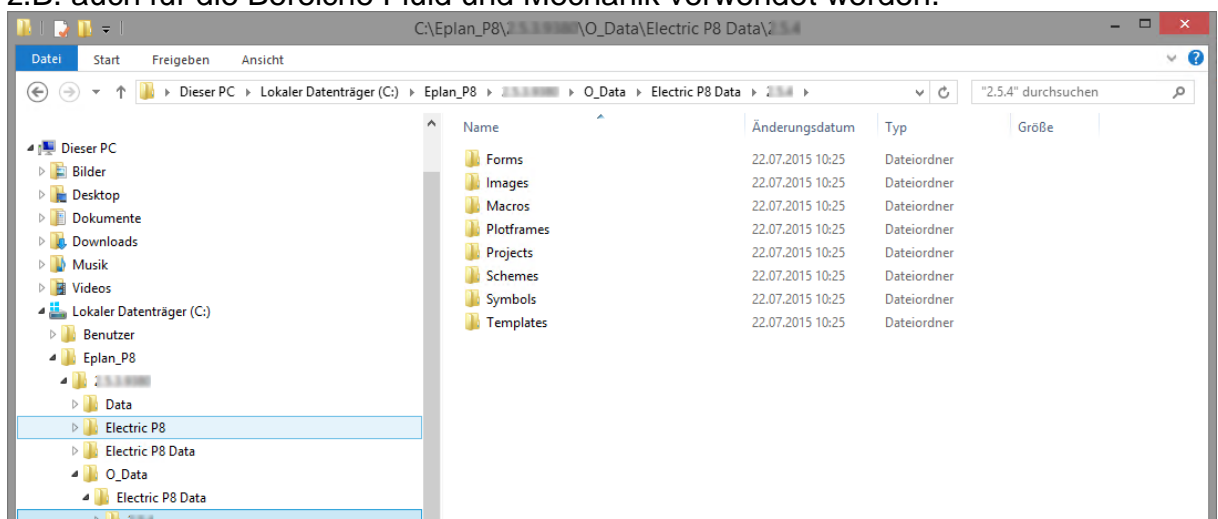 z.B. auch für die Bereiche Fluid und Mechanik verwendet werden.
C:\Eplan_P8\ \O_Data\Electric P8 Data\
Datei Start Freigeben Ansicht
Dieser PC Lokaler Datenträger (C:) Eplan_P8 O_Data Electric P8 Data "2.5.4" durchsuchen
Name Änderungsdatum Typ Größe
Dieser PC
Forms 22.07.2015 10:25 Dateiordner
Bilder
Images 22.07.2015 10:25 Dateiordner
Desktop
Macros 22.07.2015 10:25 Dateiordner
Dokumente
Plotframes 22.07.2015 10:25 Dateiordner
Downloads
Projects 22.07.2015 10:25 Dateiordner
Musik
Schemes 22.07.2015 10:25 Dateiordner
Videos
Symbols 22.07.2015 10:25 Dateiordner
Lokaler Datenträger (C:)
Templates 22.07.2015 10:25 Dateiordner
Benutzer
Eplan_P8
Data
Electric P8
Electric P8 Data
O_Data
Electric P8 Data